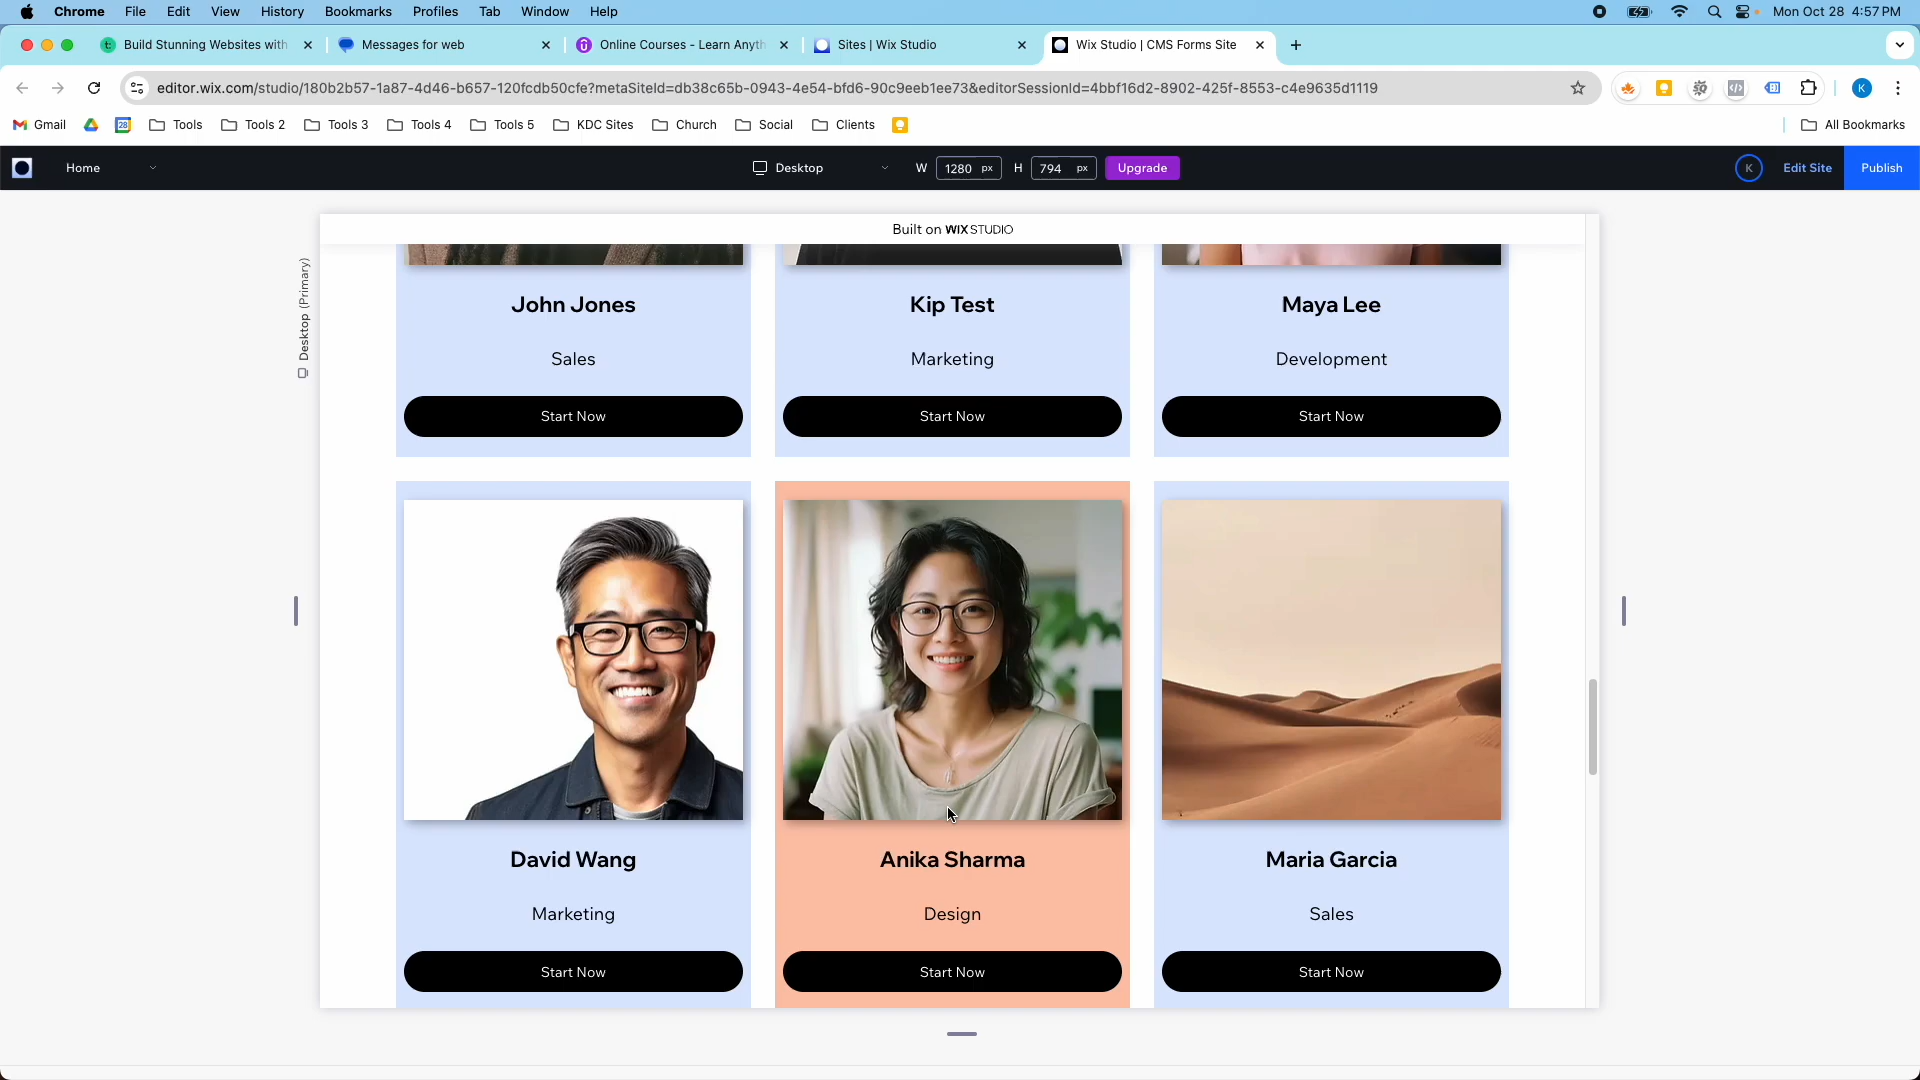 Chrome File Edit View History Bookmarks Profiles Tab Window Help Mon Oct 28 4:57 PM
Build Stunning Websites with Messages for web Online Courses - Learn Anyth Sites | Wix Studio Wix Studio | CMS Forms Site
editor.wix.com/studio/180b2b57-1a87-4d46-b657-120fcdb50cfe?metaSiteId=db38c65b-0943-4e54-bfd6-90c9eeb1ee73&editorSessionId=4bbf16d2-8902-425f-8553-c4e9635d1119 K
Gmail 28 Tools Tools 2 Tools 3 Tools 4 Tools 5 KDC Sites Church Social Clients All Bookmarks
Home Desktop W 1280 px H 794 px Upgrade K Edit Site Publish
Built on WIX STUDIO
Desktop (Primary)
John Jones Kip Test Maya Lee
Sales Marketing Development
Start Now Start Now Start Now
David Wang Anika Sharma Maria Garcia
Marketing Design Sales
Start Now Start Now Start Now